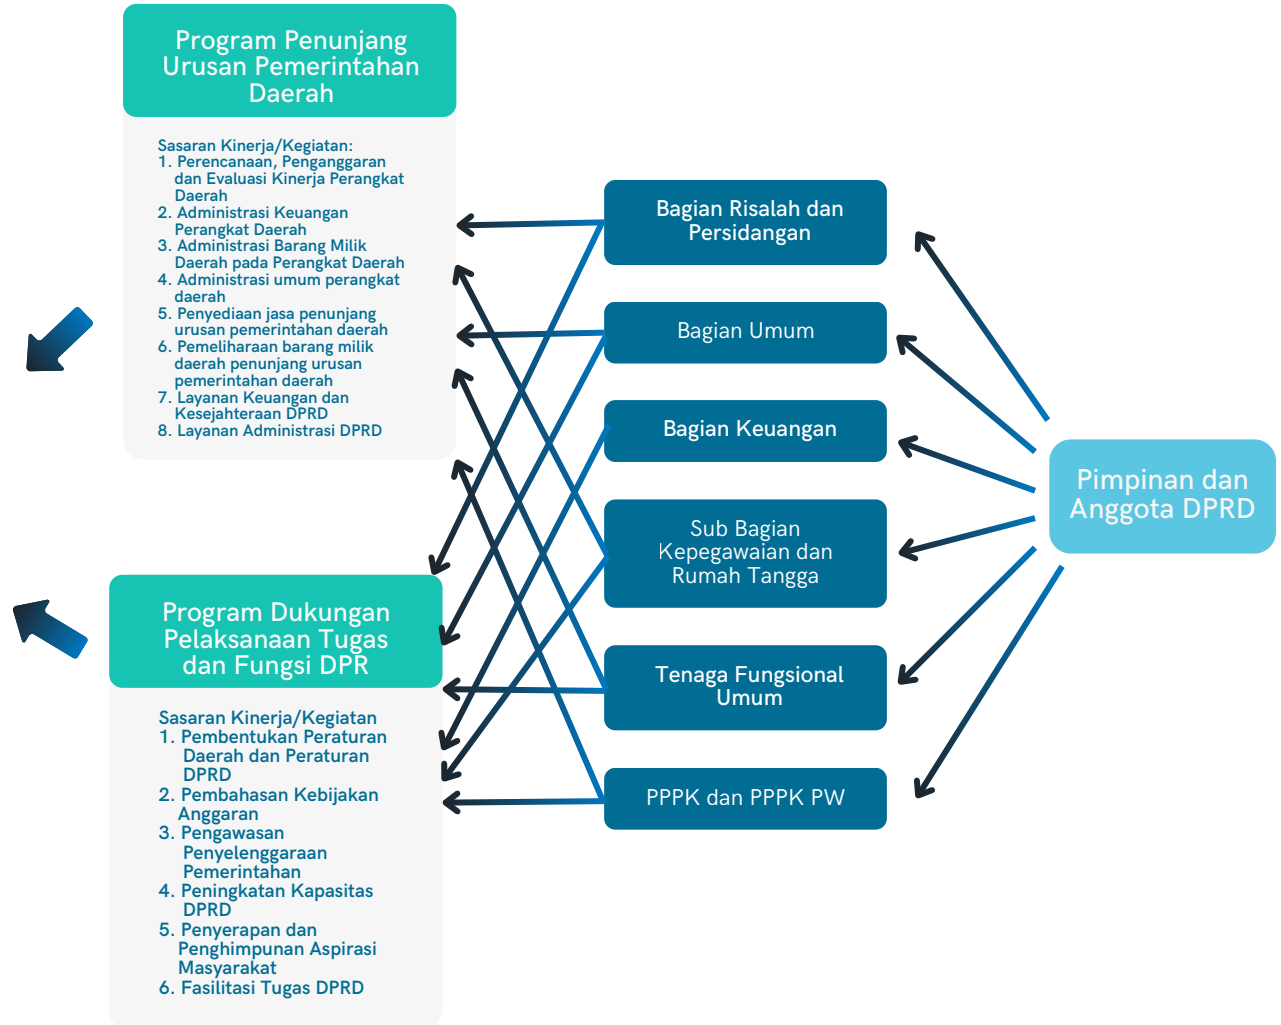 Program Penunjang
Urusan Pemerintahan
Daerah
Sasaran Kinerja/Kegiatan:
1. Perencanaan, Penganggaran
dan Evaluasi Kinerja Perangkat
Daerah
2. Administrasi Keuangan
Perangkat Daerah
3. Administrasi Barang Milik
Daerah pada Perangkat Daerah
4. Administrasi umum perangkat
daerah
5. Penyediaan jasa penunjang
urusan pemerintahan daerah
6. Pemeliharaan barang milik
daerah penunjang urusan
pemerintahan daerah
7. Layanan Keuangan dan
Kesejahteraan DPRD
8. Layanan Administrasi DPRD
Program Dukungan
Pelaksanaan Tugas
dan Fungsi DPR
Sasaran Kinerja/Kegiatan
1. Pembentukan Peraturan
Daerah dan Peraturan
DPRD
2. Pembahasan Kebijakan
Anggaran
3. Pengawasan
Penyelenggaraan
Pemerintahan
4. Peningkatan Kapasitas
DPRD
5. Penyerapan dan
Penghimpunan Aspirasi
Masyarakat
6. Fasilitasi Tugas DPRD
Bagian Risalah dan
Persidangan
Bagian Umum
Bagian Keuangan
Sub Bagian
Kepegawaian dan
Rumah Tangga
Tenaga Fungsional
Umum
PPPK dan PPPK PW
Pimpinan dan
Anggota DPRD